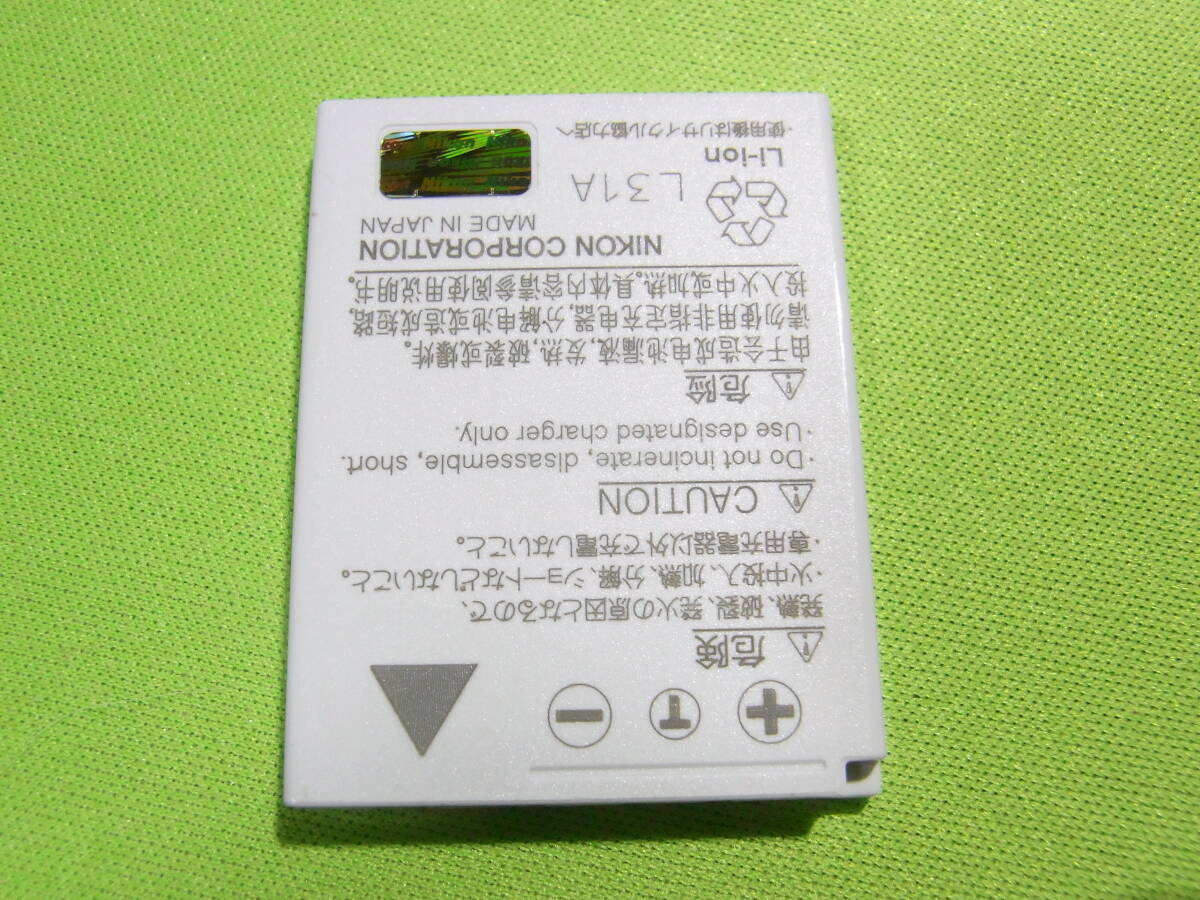 + T −
危険
発熱、破裂、発火の原因となるので、
・火中投入、加熱、分解、ショートなどしないこと。
・専用充電器以外で充電しないこと。
CAUTION
·Do not incinerate, disassemble, short.
·Use designated charger only.
危险
由于会造成电池漏液，发热，破裂或爆炸。
请勿使用非指定充电器，分解电池或造成短路，
投入火中或加热。具体内容请参阅使用说明书。
NIKON CORPORATION
MADE IN JAPAN
L31A
Li-ion
・使用後はリサイクル協力店へ
Nikon